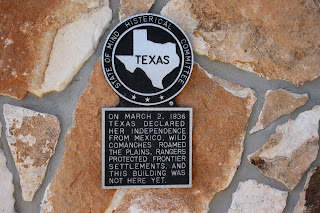 STATE OF MIND HISTERICAL COMMITTEE
TEXAS
ON MARCH 2, 1836
TEXAS DECLARED
HER INDEPENDENCE
FROM MEXICO, WILD
COMANCHES ROAMED
THE PLAINS, RANGERS
PROTECTED FRONTIER
SETTLEMENTS, AND
THIS BUILDING WAS
NOT HERE YET.